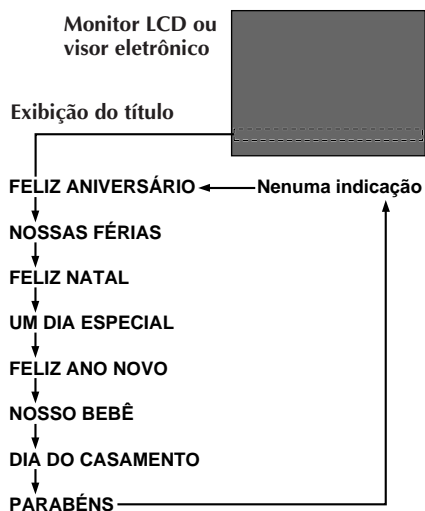 Monitor LCD ou
visor eletrônico
Exibição do título
FELIZ ANIVERSÁRIO
Nenuma indicação
NOSSAS FÉRIAS
FELIZ NATAL
UM DIA ESPECIAL
FELIZ ANO NOVO
NOSSO BEBÊ
DIA DO CASAMENTO
PARABÉNS